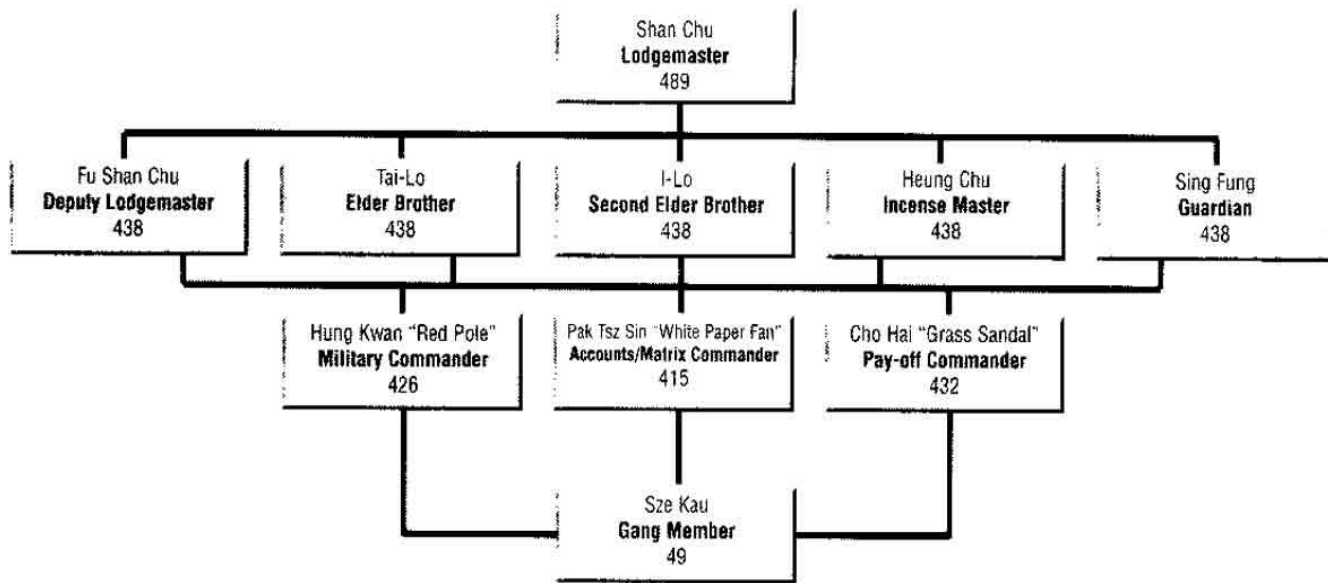 Shan Chu
Lodgemaster
489
Fu Shan Chu
Deputy Lodgemaster
438
Tai-Lo
Elder Brother
438
I-Lo
Second Elder Brother
438
Heung Chu
Incense Master
438
Sing Fung
Guardian
438
Hung Kwan "Red Pole"
Military Commander
426
Pak Tsz Sin "White Paper Fan"
Accounts/Matrix Commander
415
Cho Hai "Grass Sandal"
Pay-off Commander
432
Sze Kau
Gang Member
49